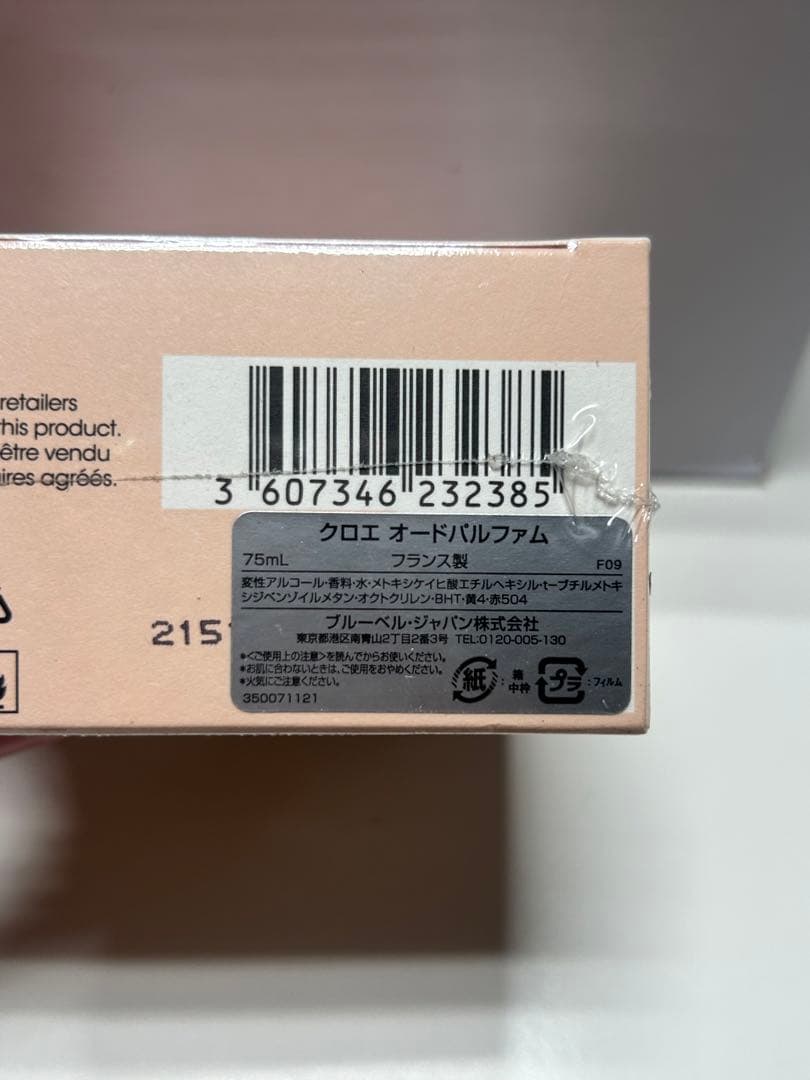 retailers
this product.
être vendu
ires agréés.
3 607346 232385
クロエ オードパルファム
75mL フランス製 F09
変性アルコール・香料・水・メトキシケイヒ酸エチルヘキシル・t-ブチルメトキ
シジベンゾイルメタン・オクトクリレン・BHT・黄4・赤504
ブルーベル・ジャパン株式会社
東京都港区南青山2丁目2番3号 TEL:0120-005-130
215
*<ご使用上の注意>を読んでからお使いください。
*お肌に合わないときは、ご使用をおやめください。
*火気にご注意ください。
紙 : 箱 中枠 プラ : フィルム
350071121